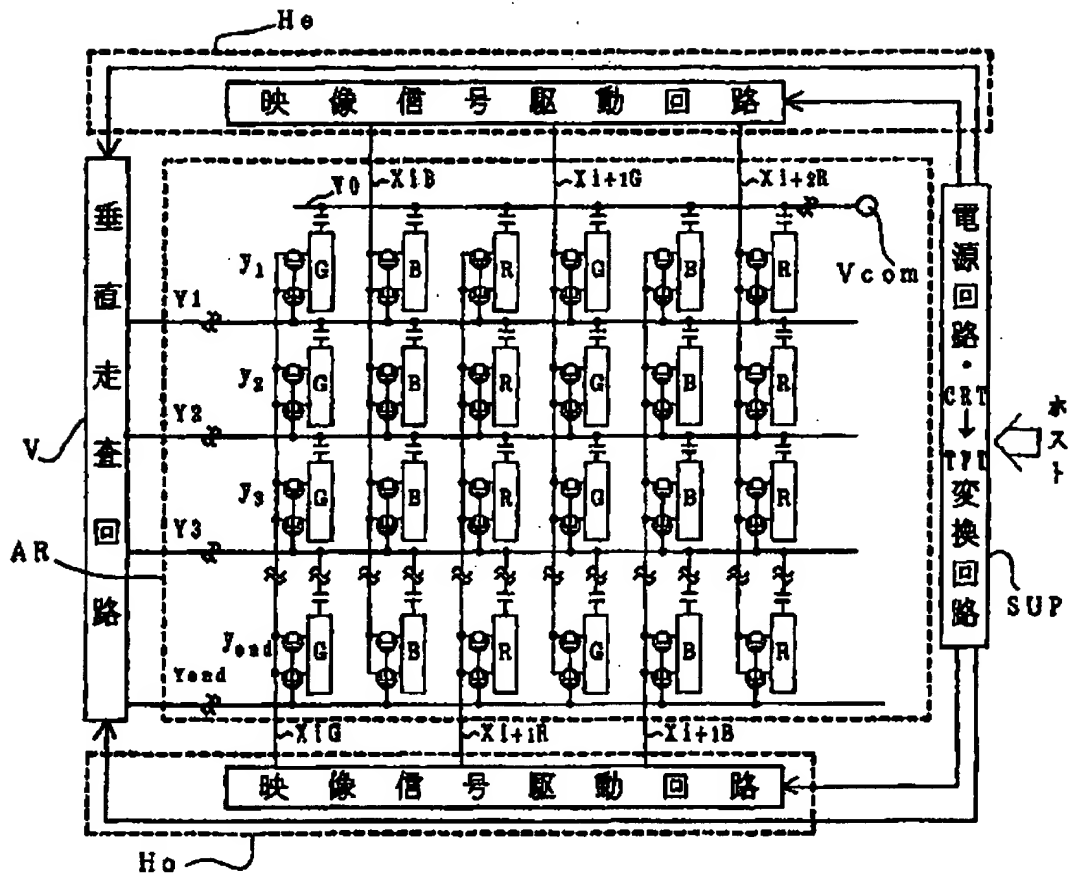 He
映像信号駆動回路
XiB
Xi+1G
Xi+2R
Y0
Vcom
垂直走査回路
V
AR
y1
G B R G B R
Y1
y2
G B R G B R
Y2
y3
G B R G B R
Y3
yend
G B R G B R
Yend
XiG
Xi+1R
Xi+1B
映像信号駆動回路
Ho
電源回路・CRT→TFT変換回路
ホスト
SUP